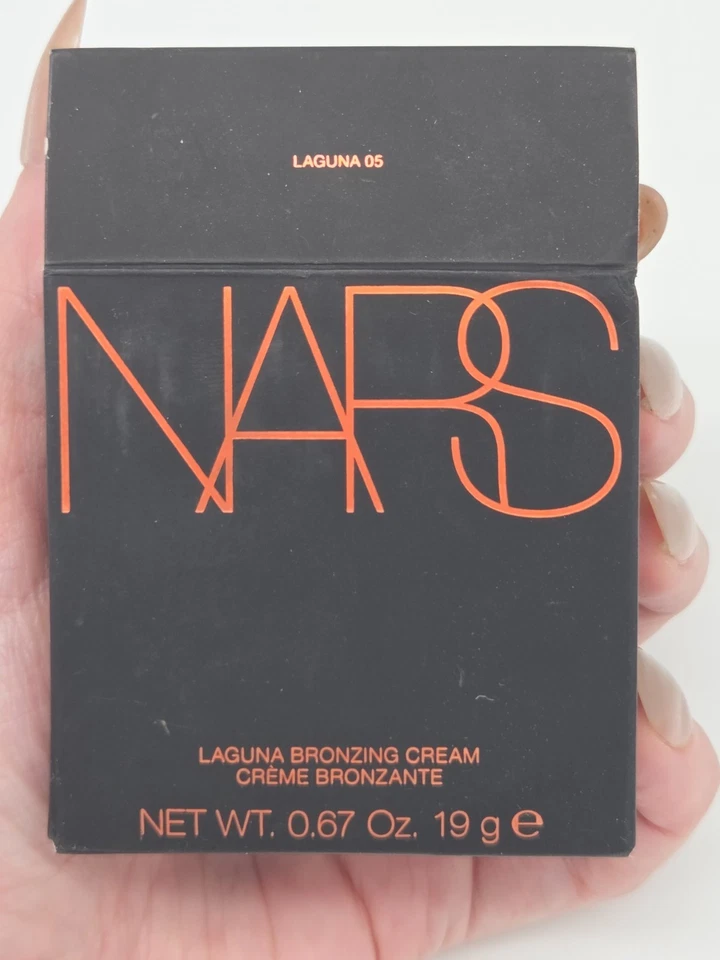 LAGUNA 05
NARS
LAGUNA BRONZING CREAM
CRÈME BRONZANTE
NET WT. 0.67 Oz. 19 g e